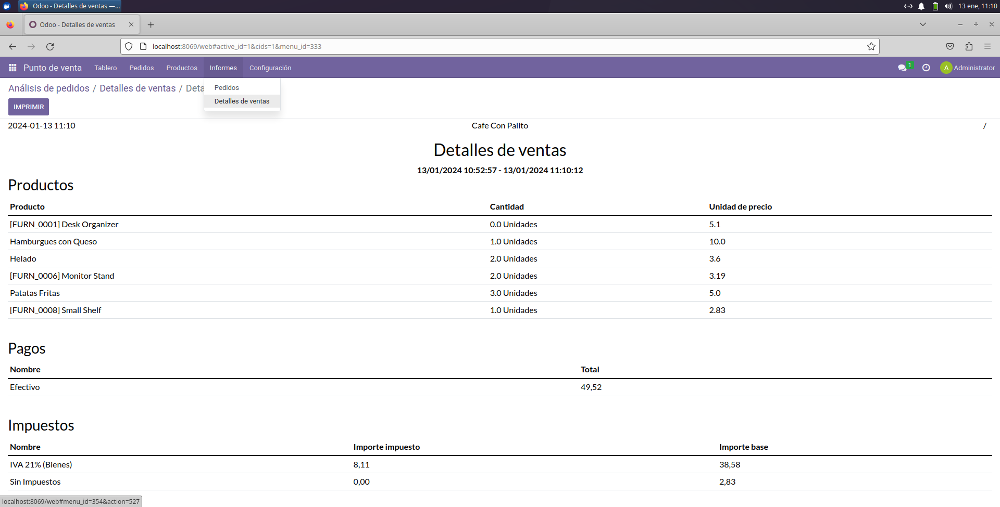 Odoo - Detalles de ventas —...
13 ene, 11:10
Odoo - Detalles de ventas
localhost:8069/web#active_id=1&cids=1&menu_id=333
Punto de venta Tablero Pedidos Productos Informes Configuración 1 A Administrator
Análisis de pedidos / Detalles de ventas / Deta
Pedidos
Detalles de ventas
IMPRIMIR
2024-01-13 11:10 Cafe Con Palito /
Detalles de ventas
13/01/2024 10:52:57 - 13/01/2024 11:10:12
Productos
Producto Cantidad Unidad de precio
[FURN_0001] Desk Organizer 0.0 Unidades 5.1
Hamburgues con Queso 1.0 Unidades 10.0
Helado 2.0 Unidades 3.6
[FURN_0006] Monitor Stand 2.0 Unidades 3.19
Patatas Fritas 3.0 Unidades 5.0
[FURN_0008] Small Shelf 1.0 Unidades 2.83
Pagos
Nombre Total
Efectivo 49,52
Impuestos
Nombre Importe impuesto Importe base
IVA 21% (Bienes) 8,11 38,58
Sin Impuestos 0,00 2,83
localhost:8069/web#menu_id=354&action=527